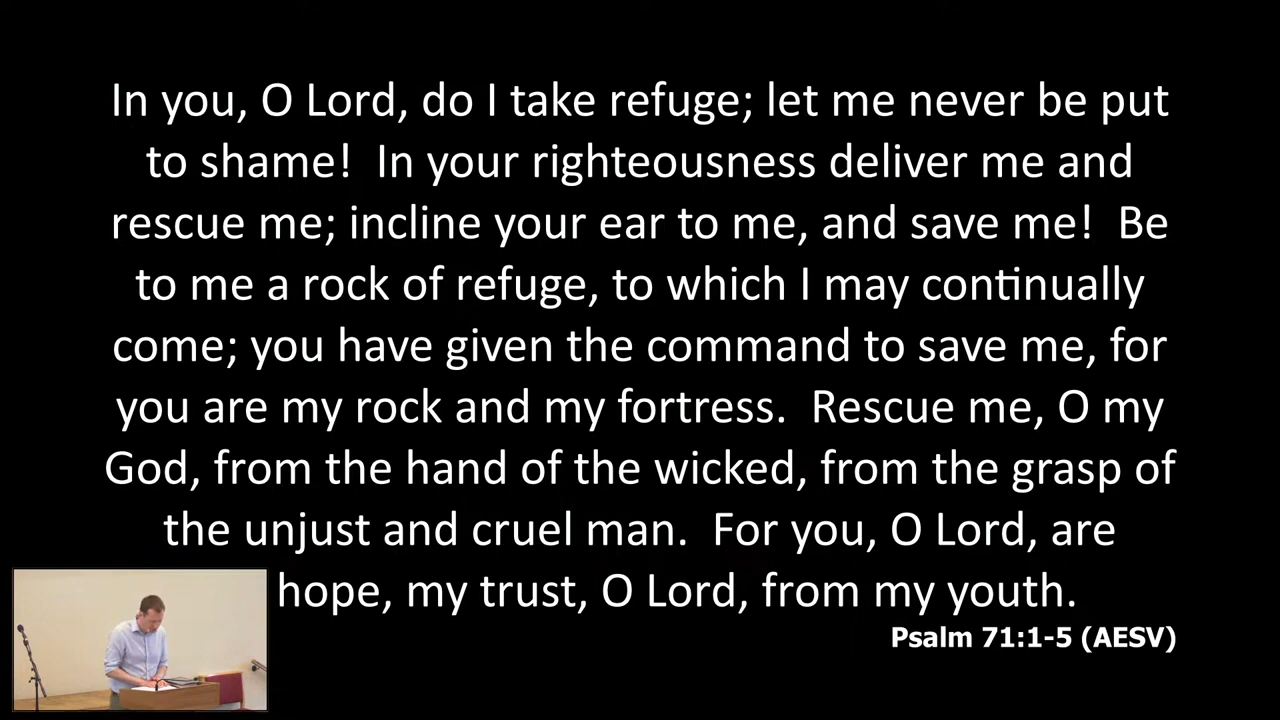 In you, O Lord, do I take refuge; let me never be put
to shame!  In your righteousness deliver me and
rescue me; incline your ear to me, and save me!  Be
to me a rock of refuge, to which I may continually
come; you have given the command to save me, for
you are my rock and my fortress.  Rescue me, O my
God, from the hand of the wicked, from the grasp of
the unjust and cruel man.  For you, O Lord, are
hope, my trust, O Lord, from my youth.
Psalm 71:1-5 (AESV)